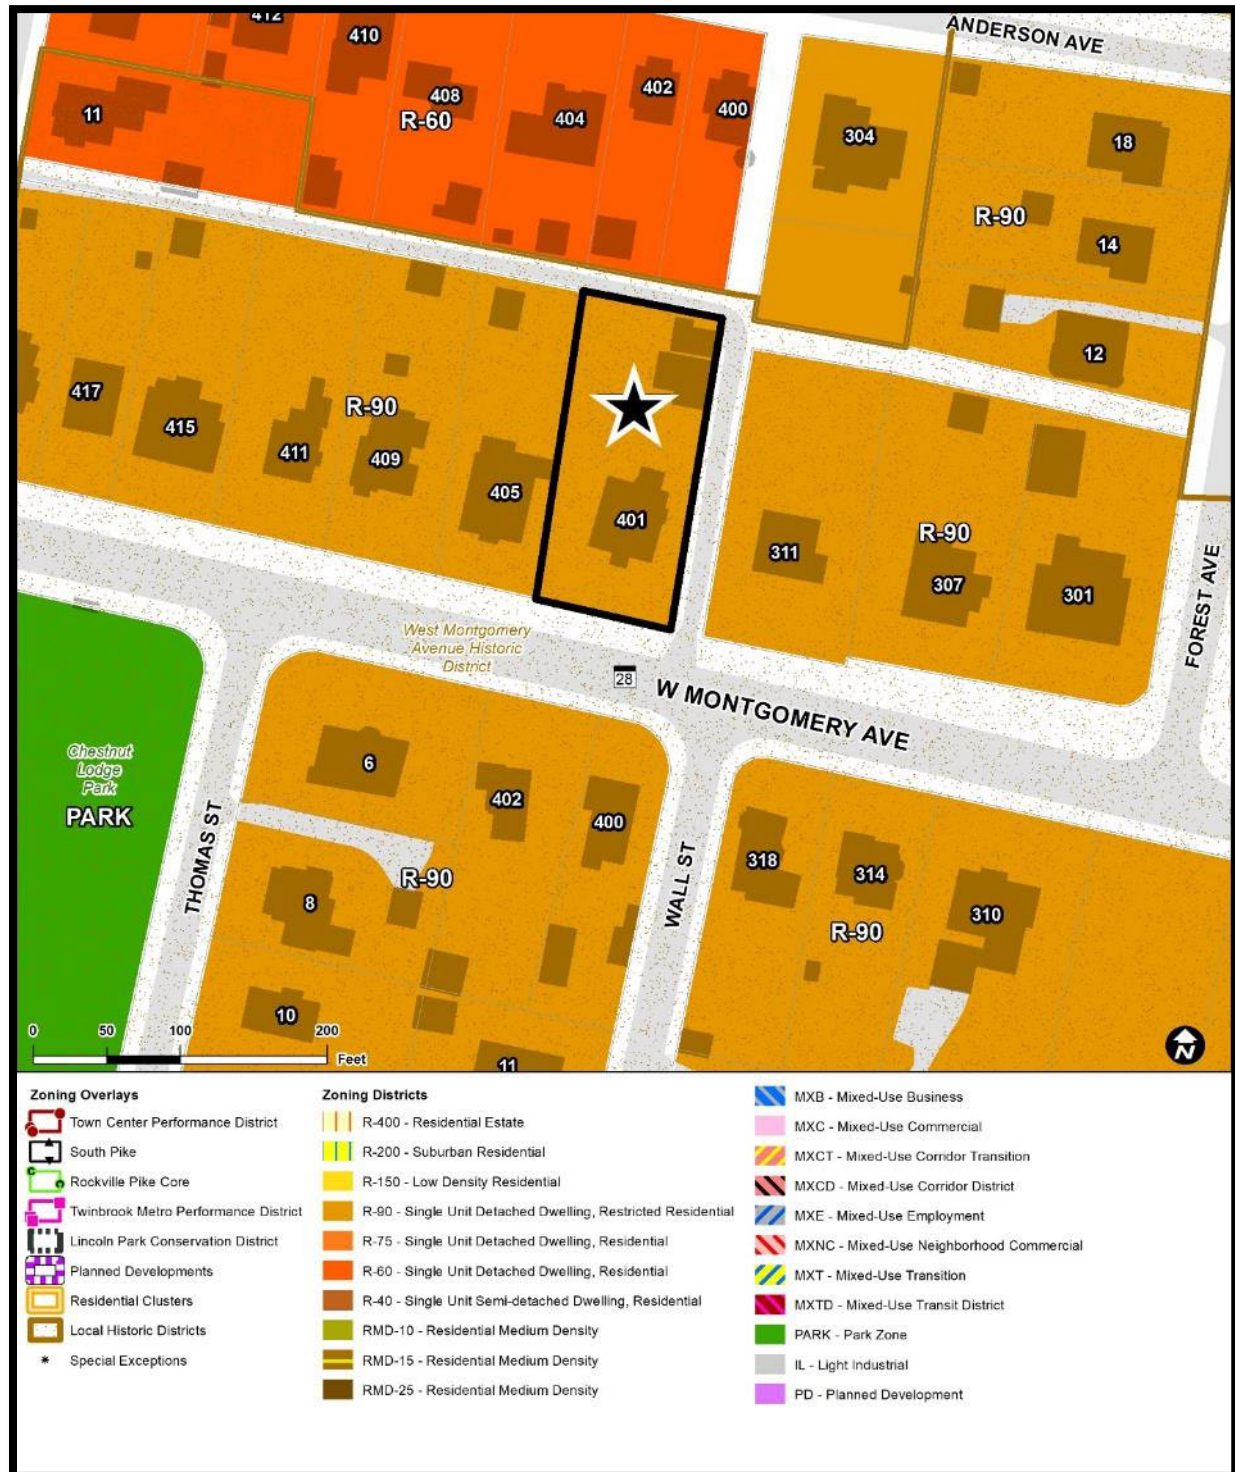 ANDERSON AVE
412
410
408
R-60
404
402
400
11
304
18
R-90
14
12
417
415
411
R-90
409
405
401
311
R-90
307
301
FOREST AVE
West Montgomery
Avenue Historic
District
28
W MONTGOMERY AVE
Chestnut
Lodge
Park
PARK
THOMAS ST
6
402
400
R-90
8
10
11
WALL ST
318
314
310
R-90
0 50 100 200
Feet
N
Zoning Overlays
Town Center Performance District
South Pike
Rockville Pike Core
Twinbrook Metro Performance District
Lincoln Park Conservation District
Planned Developments
Residential Clusters
Local Historic Districts
Special Exceptions
Zoning Districts
R-400 - Residential Estate
R-200 - Suburban Residential
R-150 - Low Density Residential
R-90 - Single Unit Detached Dwelling, Restricted Residential
R-75 - Single Unit Detached Dwelling, Residential
R-60 - Single Unit Detached Dwelling, Residential
R-40 - Single Unit Semi-detached Dwelling, Residential
RMD-10 - Residential Medium Density
RMD-15 - Residential Medium Density
RMD-25 - Residential Medium Density
MXB - Mixed-Use Business
MXC - Mixed-Use Commercial
MXCT - Mixed-Use Corridor Transition
MXCD - Mixed-Use Corridor District
MXE - Mixed-Use Employment
MXNC - Mixed-Use Neighborhood Commercial
MXT - Mixed-Use Transition
MXTD - Mixed-Use Transit District
PARK - Park Zone
IL - Light Industrial
PD - Planned Development